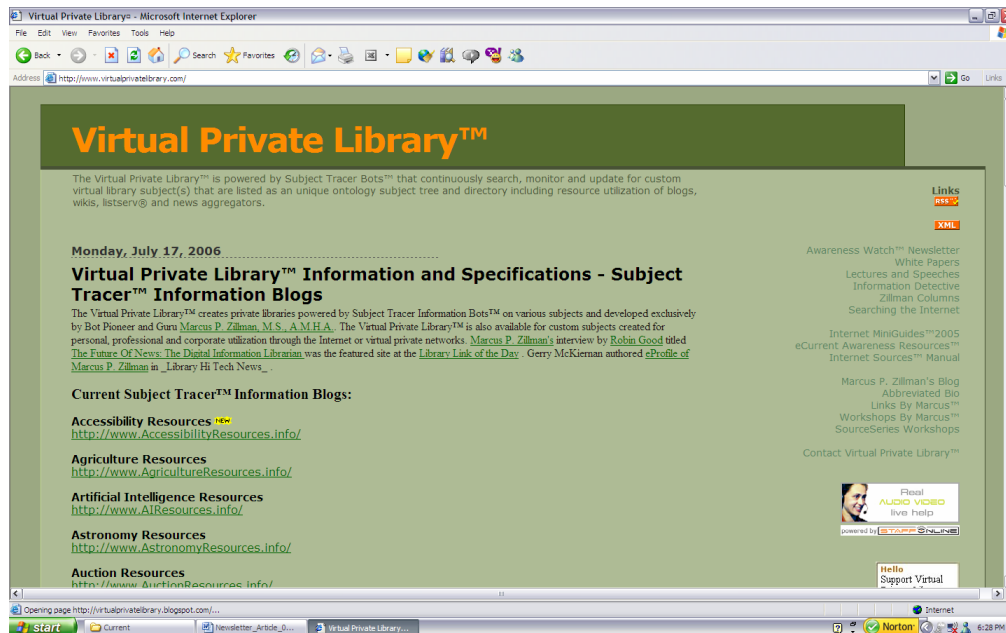 Virtual Private Library¤ - Microsoft Internet Explorer
File Edit View Favorites Tools Help
Back Search Favorites
Address http://www.virtualprivatelibrary.com/ Go Links
Virtual Private Library™
The Virtual Private Library™ is powered by Subject Tracer Bots™ that continuously search, monitor and update for custom
virtual library subject(s) that are listed as an unique ontology subject tree and directory including resource utilization of blogs,
wikis, listserv® and news aggregators.
Monday, July 17, 2006
Virtual Private Library™ Information and Specifications - Subject
Tracer™ Information Blogs
The Virtual Private Library™ creates private libraries powered by Subject Tracer Information Bots™ on various subjects and developed exclusively
by Bot Pioneer and Guru Marcus P. Zillman, M.S., A.M.H.A.. The Virtual Private Library™ is also available for custom subjects created for
personal, professional and corporate utilization through the Internet or virtual private networks. Marcus P. Zillman's interview by Robin Good titled
The Future Of News: The Digital Information Librarian was the featured site at the Library Link of the Day . Gerry McKiernan authored eProfile of
Marcus P. Zillman in _Library Hi Tech News_ .
Current Subject Tracer™ Information Blogs:
Accessibility Resources NEW
http://www.AccessibilityResources.info/
Agriculture Resources
http://www.AgricultureResources.info/
Artificial Intelligence Resources
http://www.AIResources.info/
Astronomy Resources
http://www.AstronomyResources.info/
Auction Resources
http://www.AuctionResources.info/
Links
RSS
XML
Awareness Watch™ Newsletter
White Papers
Lectures and Speeches
Information Detective
Zillman Columns
Searching the Internet
Internet MiniGuides™2005
eCurrent Awareness Resources™
Internet Sources™ Manual
Marcus P. Zillman's Blog
Abbreviated Bio
Links By Marcus™
Workshops By Marcus™
SourceSeries Workshops
Contact Virtual Private Library™
Real
AUDIO VIDEO
live help
powered by STAFF ONLINE
Hello
Support Virtual
Opening page http://virtualprivatelibrary.blogspot.com/... Internet
start Current Newsletter_Article_0... Virtual Private Library... Norton 6:28 PM